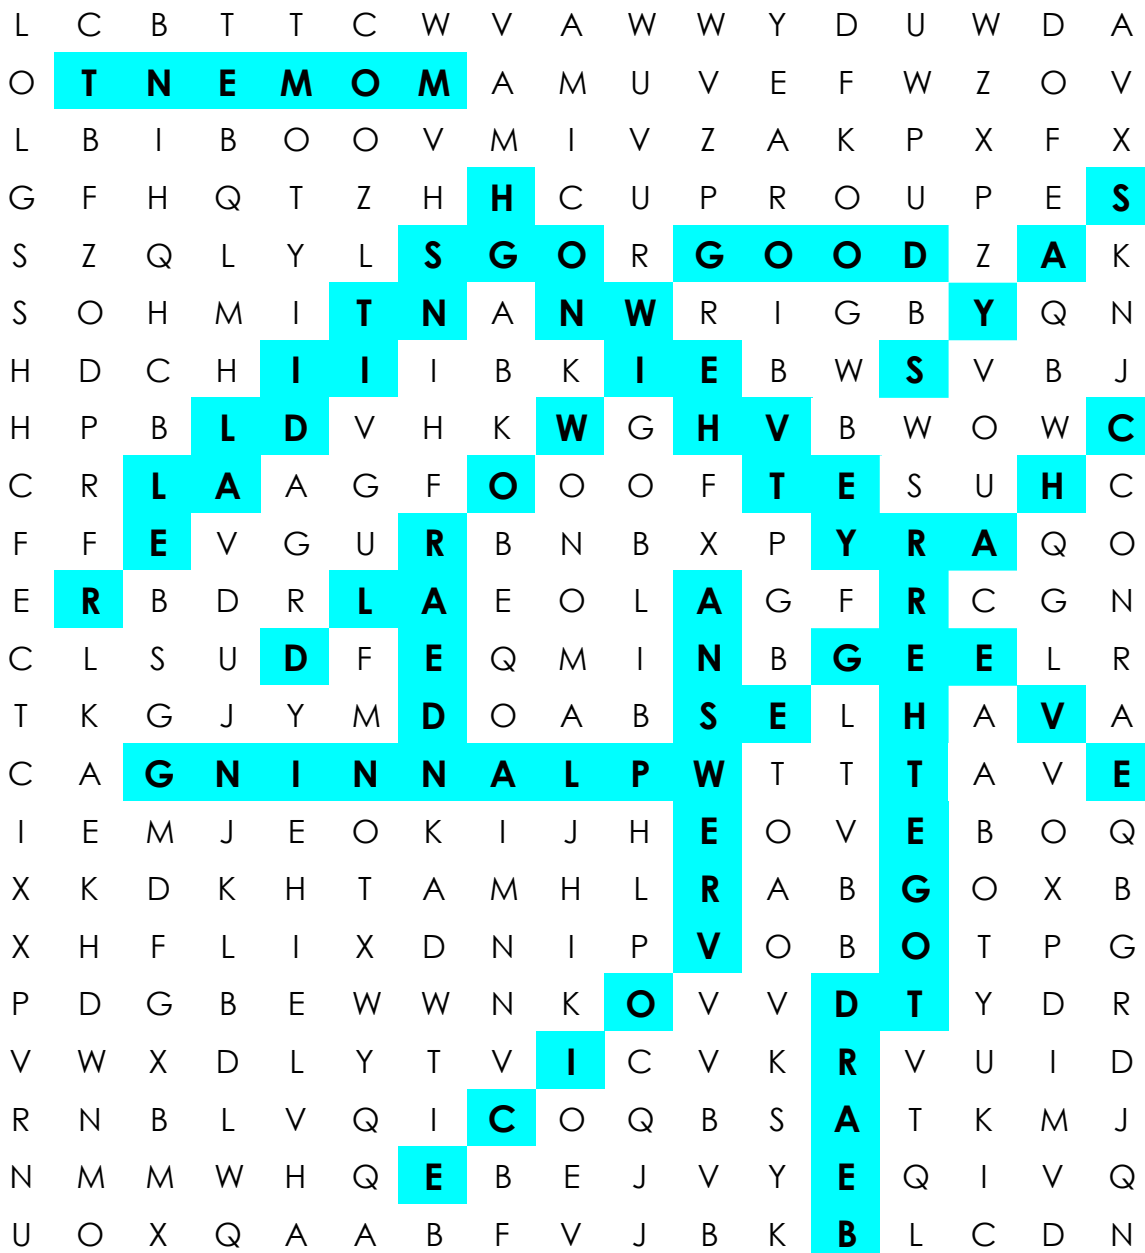 L C B T T C W V A W W Y D U W D A
O T N E M O M A M U V E F W Z O V
L B I B O O V M I V Z A K P X F X
G F H Q T Z H H C U P R O U P E S
S Z Q L Y L S G O R G O O D Z A K
S O H M I T N A N W R I G B Y Q N
H D C H I I I B K I E B W S V B J
H P B L D V H K W G H V B W O W C
C R L A A G F O O O F T E S U H C
F F E V G U R B N B X P Y R A Q O
E R B D R L A E O L A G F R C G N
C L S U D F E Q M I N B G E E L R
T K G J Y M D O A B S E L H A V A
C A G N I N N A L P W T T T A V E
I E M J E O K I J H E O V E B O Q
X K D K H T A M H L R A B G O X B
X H F L I X D N I P V O B O T P G
P D G B E W W N K O V V D T Y D R
V W X D L Y T V I C V K R V U I D
R N B L V Q I C O Q B S A T K M J
N M M W H Q E B E J V Y E Q I V Q
U O X Q A A B F V J B K B L C D N